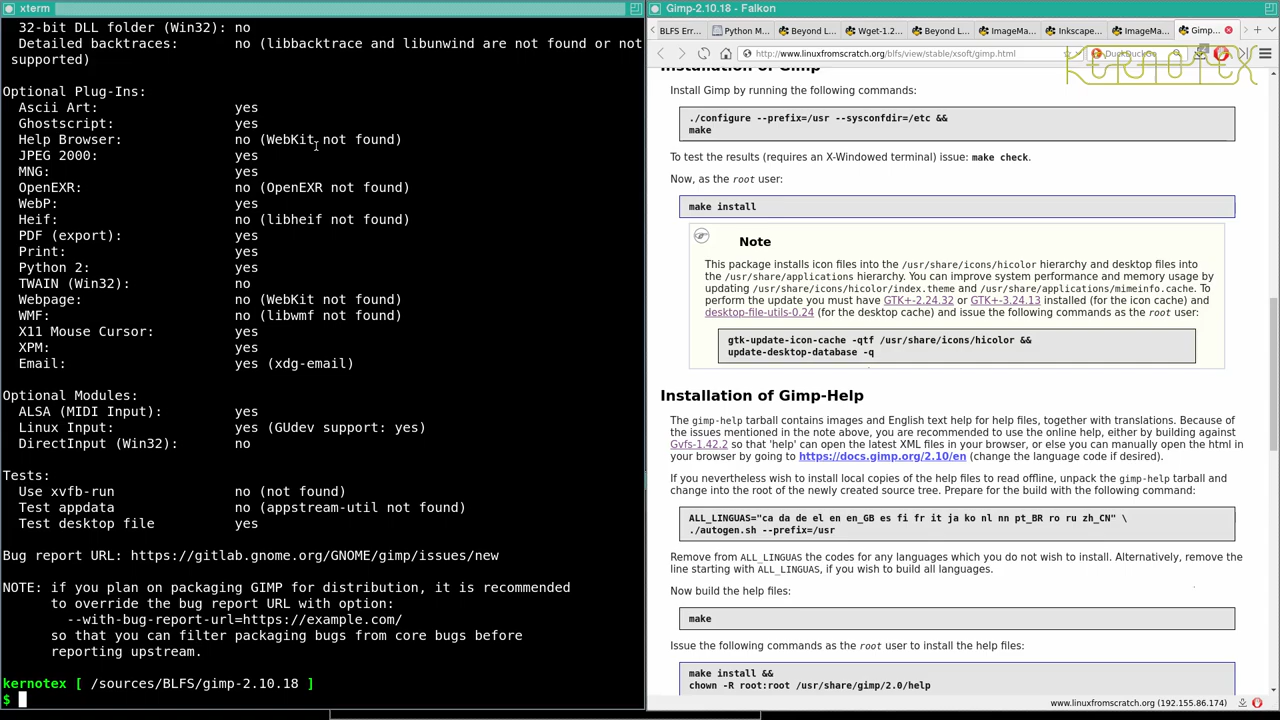 xterm
32-bit DLL folder (Win32): no
Detailed backtraces: no (libbacktrace and libunwind are not found or not
supported)
Optional Plug-Ins:
Ascii Art: yes
Ghostscript: yes
Help Browser: no (WebKit not found)
JPEG 2000: yes
MNG: yes
OpenEXR: no (OpenEXR not found)
WebP: yes
Heif: no (libheif not found)
PDF (export): yes
Print: yes
Python 2: yes
TWAIN (Win32): no
Webpage: no (WebKit not found)
WMF: no (libwmf not found)
X11 Mouse Cursor: yes
XPM: yes
Email: yes (xdg-email)
Optional Modules:
ALSA (MIDI Input): yes
Linux Input: yes (GUdev support: yes)
DirectInput (Win32): no
Tests:
Use xvfb-run no (not found)
Test appdata no (appstream-util not found)
Test desktop file yes
Bug report URL: https://gitlab.gnome.org/GNOME/gimp/issues/new
NOTE: if you plan on packaging GIMP for distribution, it is recommended
to override the bug report URL with option:
--with-bug-report-url=https://example.com/
so that you can filter packaging bugs from core bugs before
reporting upstream.
kernotex [ /sources/BLFS/gimp-2.10.18 ]
$
Gimp-2.10.18 - Falkon
BLFS Err... Python M... Beyond L... Wget-1.2... Beyond L... ImageMa... Inkscape... ImageMa... Gimp-...
http://www.linuxfromscratch.org/blfs/view/stable/xsoft/gimp.html DuckDuckGo
KERNOTEX
Installation of Gimp
Install Gimp by running the following commands:
./configure --prefix=/usr --sysconfdir=/etc &&
make
To test the results (requires an X-Windowed terminal) issue: make check.
Now, as the root user:
make install
Note
This package installs icon files into the /usr/share/icons/hicolor hierarchy and desktop files into
the /usr/share/applications hierarchy. You can improve system performance and memory usage by
updating /usr/share/icons/hicolor/index.theme and /usr/share/applications/mimeinfo.cache. To
perform the update you must have GTK+-2.24.32 or GTK+-3.24.13 installed (for the icon cache) and
desktop-file-utils-0.24 (for the desktop cache) and issue the following commands as the root user:
gtk-update-icon-cache -qtf /usr/share/icons/hicolor &&
update-desktop-database -q
Installation of Gimp-Help
The gimp-help tarball contains images and English text help for help files, together with translations. Because of
the issues mentioned in the note above, you are recommended to use the online help, either by building against
Gvfs-1.42.2 so that 'help' can open the latest XML files in your browser, or else you can manually open the html in
your browser by going to https://docs.gimp.org/2.10/en (change the language code if desired).
If you nevertheless wish to install local copies of the help files to read offline, unpack the gimp-help tarball and
change into the root of the newly created source tree. Prepare for the build with the following command:
ALL_LINGUAS="ca da de el en en_GB es fi fr it ja ko nl nn pt_BR ro ru zh_CN" \
./autogen.sh --prefix=/usr
Remove from ALL_LINGUAS the codes for any languages which you do not wish to install. Alternatively, remove the
line starting with ALL_LINGUAS, if you wish to build all languages.
Now build the help files:
make
Issue the following commands as the root user to install the help files:
make install &&
chown -R root:root /usr/share/gimp/2.0/help
www.linuxfromscratch.org (192.155.86.174)